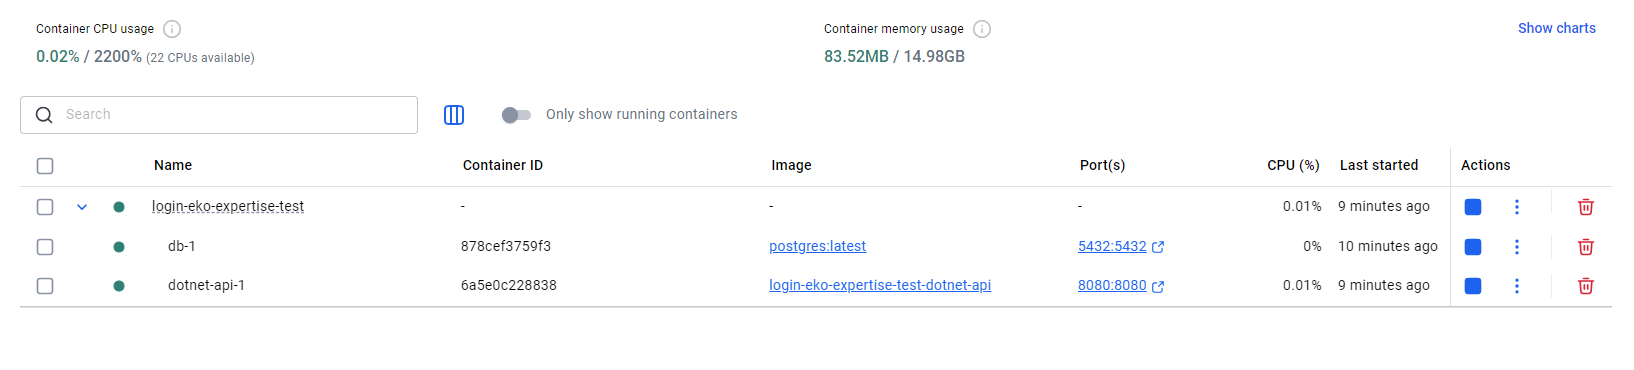 Container CPU usage
0.02% / 2200% (22 CPUs available)
Container memory usage
83.52MB / 14.98GB
Show charts
Search
Only show running containers
Name Container ID Image Port(s) CPU (%) Last started Actions
login-eko-expertise-test - - - 0.01% 9 minutes ago
db-1 878cef3759f3 postgres:latest 5432:5432 0% 10 minutes ago
dotnet-api-1 6a5e0c228838 login-eko-expertise-test-dotnet-api 8080:8080 0.01% 9 minutes ago